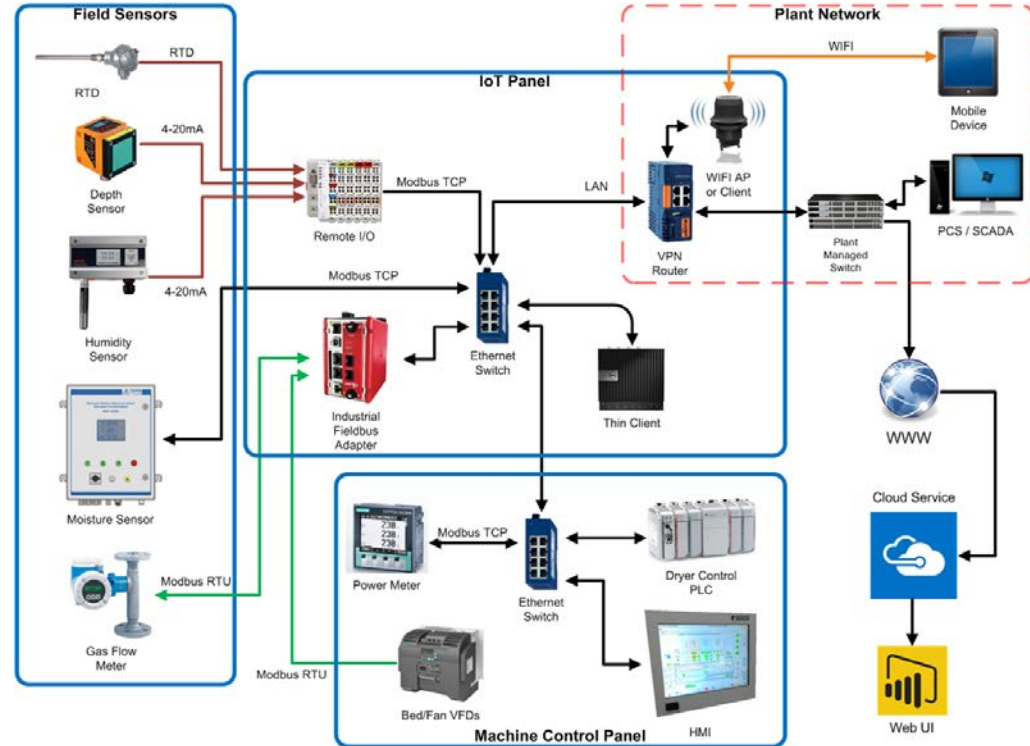 Field Sensors
Plant Network
IoT Panel
RTD
RTD
WIFI
Mobile
Device
4-20mA
Depth
Sensor
Modbus TCP
LAN
WIFI AP
or Client
PCS / SCADA
Remote I/O
VPN
Router
Plant
Managed
Switch
Modbus TCP
4-20mA
Humidity
Sensor
Ethernet
Switch
Industrial
Fieldbus
Adapter
Thin Client
WWW
Moisture Sensor
Cloud Service
Modbus TCP
238
238
238
Power Meter
Dryer Control
PLC
Modbus RTU
Ethernet
Switch
Gas Flow
Meter
Modbus RTU
Bed/Fan VFDs
HMI
Web UI
Machine Control Panel